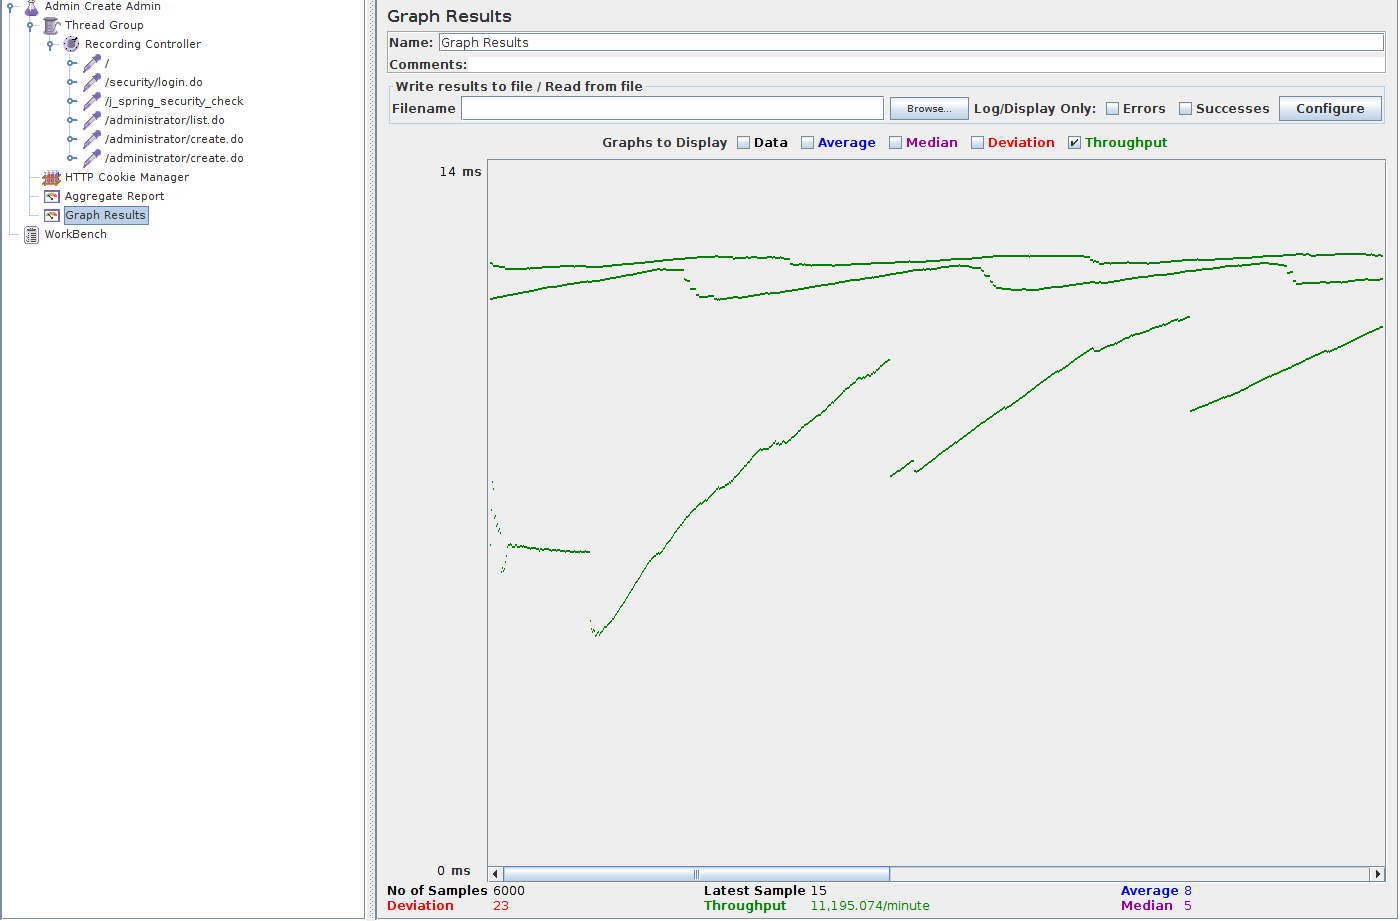 Admin Create Admin
Thread Group
Recording Controller
/
/security/login.do
/j_spring_security_check
/administrator/list.do
/administrator/create.do
/administrator/create.do
HTTP Cookie Manager
Aggregate Report
Graph Results
WorkBench
Graph Results
Name: Graph Results
Comments:
Write results to file / Read from file
Filename Browse... Log/Display Only: Errors Successes Configure
Graphs to Display Data Average Median Deviation Throughput
14 ms
0 ms
No of Samples 6000 Latest Sample 15 Average 8
Deviation 23 Throughput 11,195.074/minute Median 5